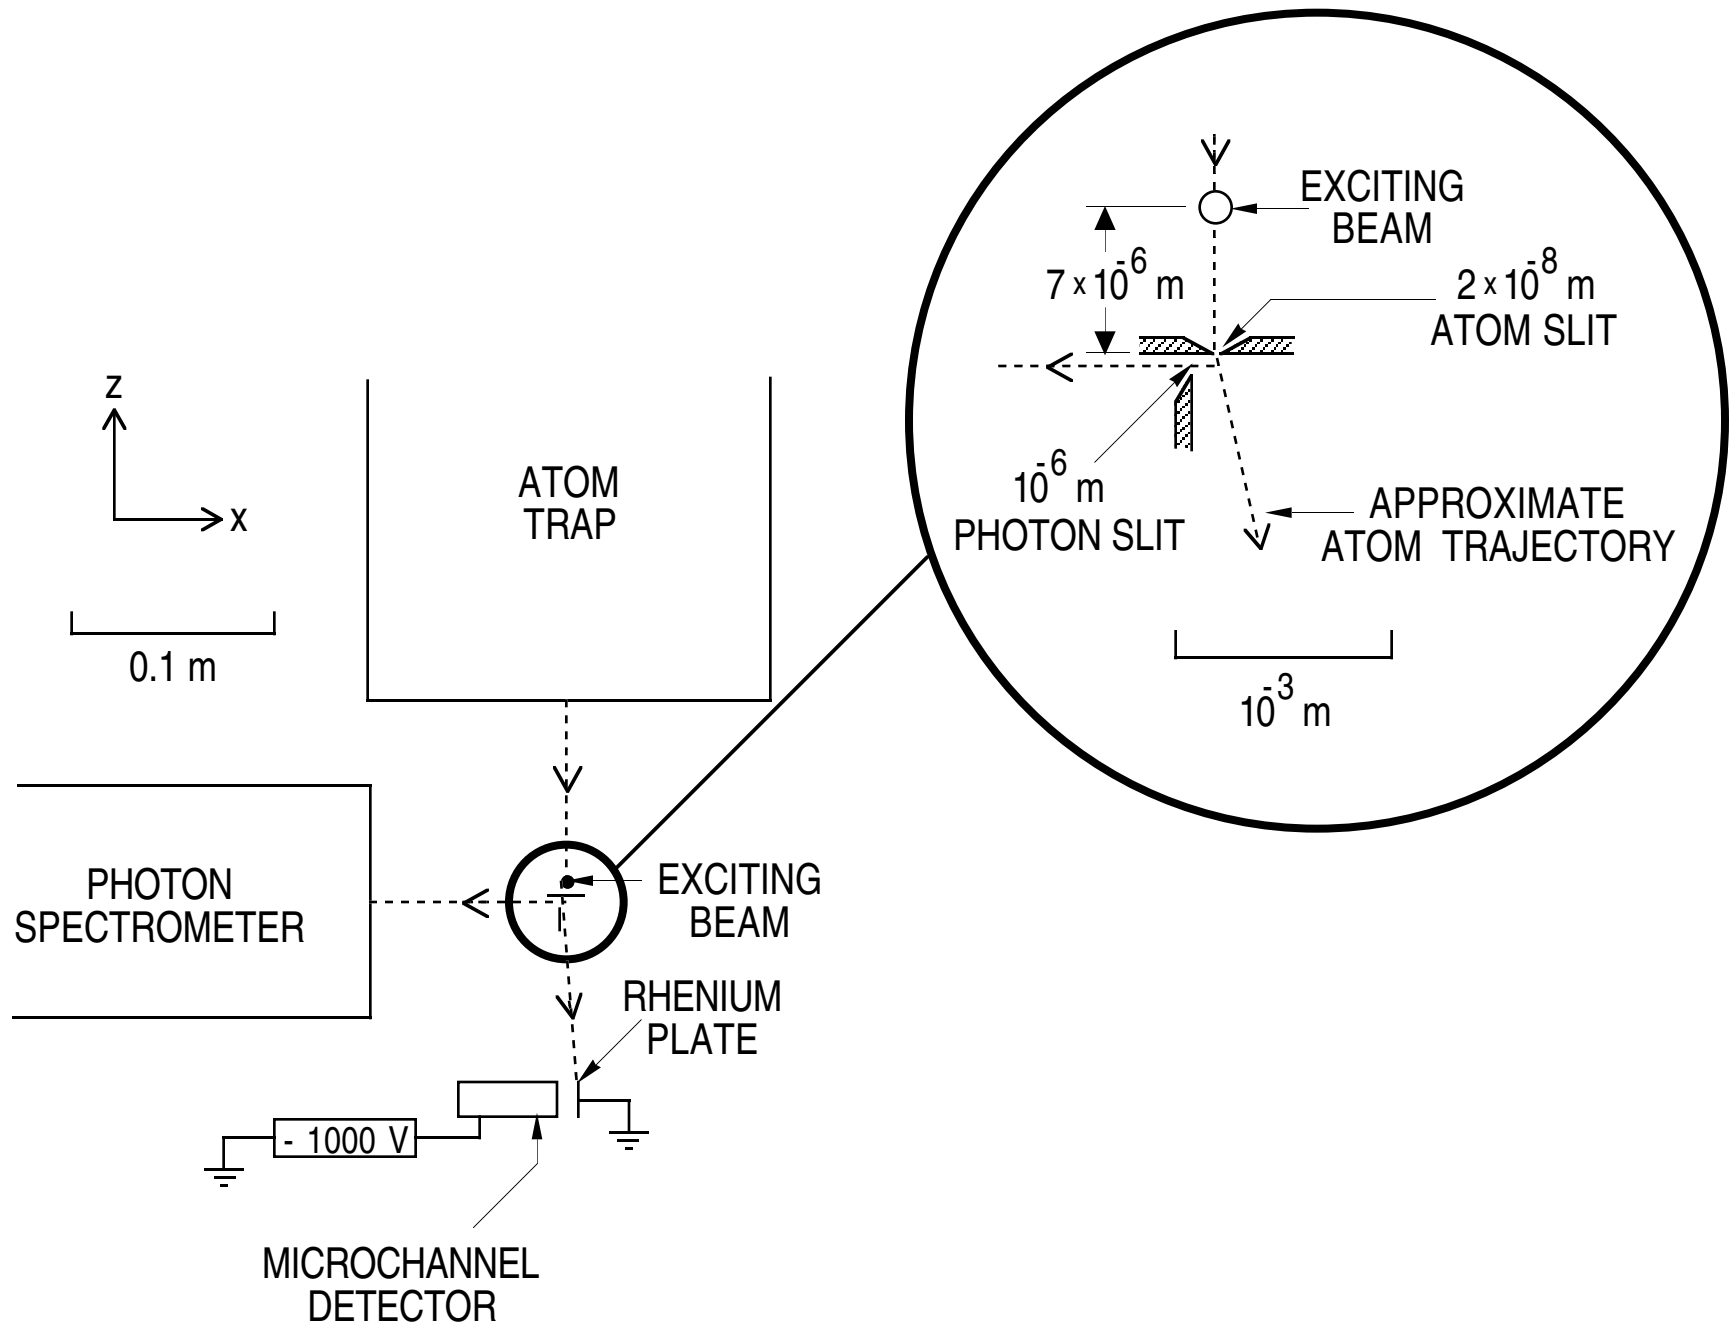 EXCITING
BEAM
7 x 10⁻⁶ m
2 x 10⁻⁸ m
ATOM SLIT
z
x
0.1 m
ATOM
TRAP
10⁻⁶ m
PHOTON SLIT
APPROXIMATE
ATOM TRAJECTORY
10⁻³ m
PHOTON
SPECTROMETER
EXCITING
BEAM
RHENIUM
PLATE
- 1000 V
MICROCHANNEL
DETECTOR